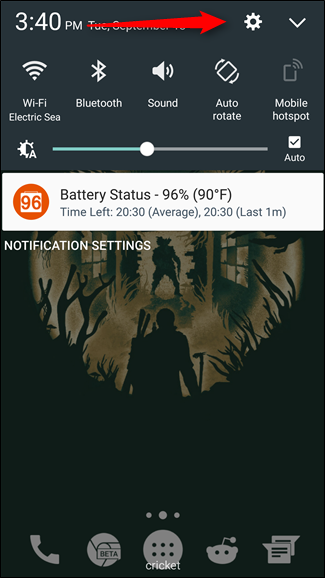 3:40 PM Tue, September
Wi-Fi Bluetooth Sound Auto rotate Mobile hotspot
Electric Sea
A
Auto
96
Battery Status - 96% (90°F)
Time Left: 20:30 (Average), 20:30 (Last 1m)
NOTIFICATION SETTINGS
BETA
cricket